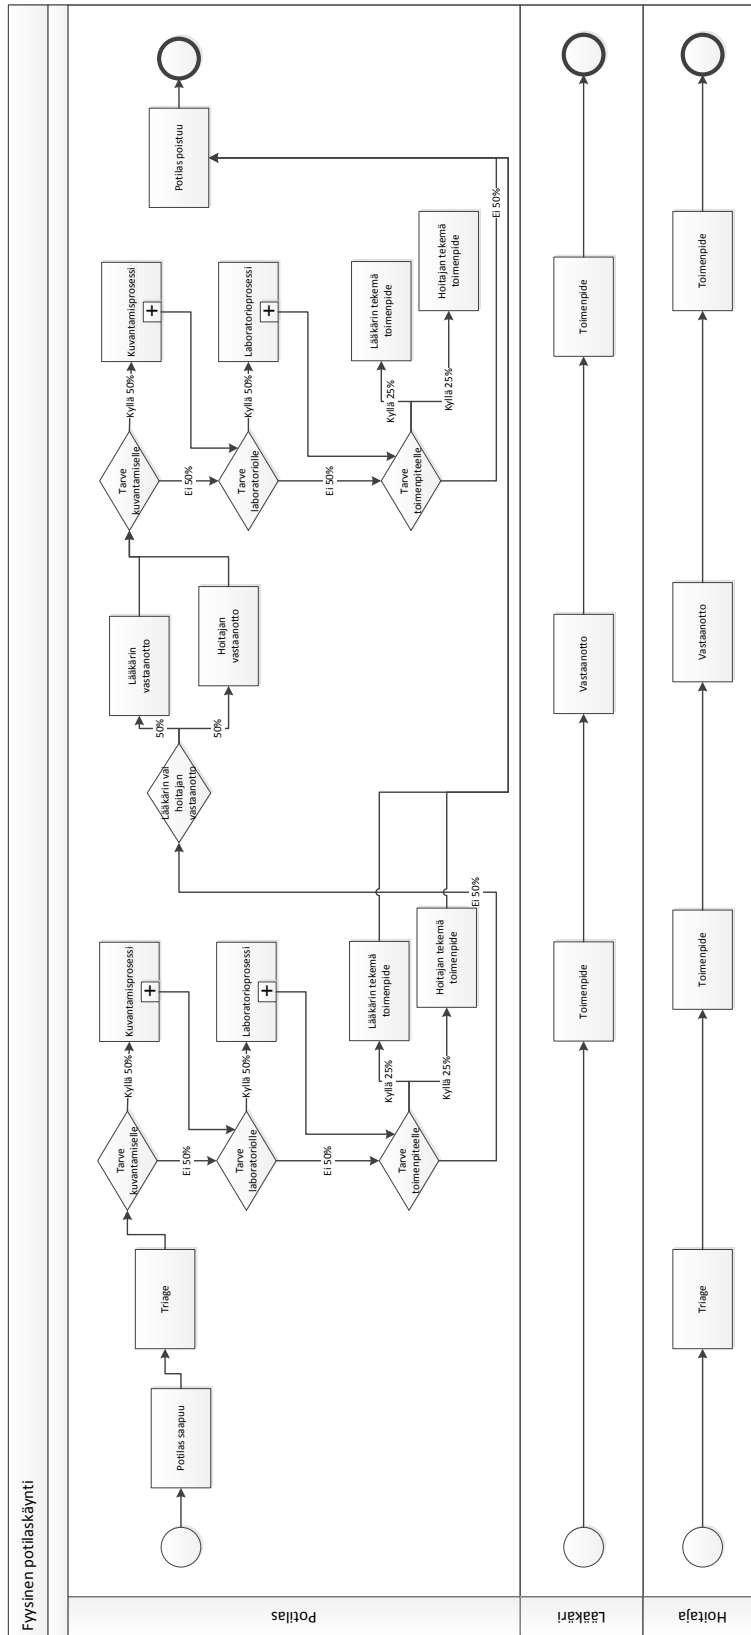 Fyysinen potilaskäynti
Potilas
Potilas saapuu
Triage
Tarve
kuvantamiselle
Kyllä 50%
Kuvantamisprosessi
Ei 50%
Tarve
laboratoriolle
Kyllä 50%
Laboratorioprosessi
Ei 50%
Tarve
toimenpiteelle
Kyllä 25%
Lääkärin tekemä
toimenpide
Kyllä 25%
Hoitajan tekemä
toimenpide
Ei 50%
Lääkärin vai
hoitajan
vastaanotto
50%
Lääkärin
vastaanotto
50%
Hoitajan
vastaanotto
Tarve
kuvantamiselle
Kyllä 50%
Kuvantamisprosessi
Ei 50%
Tarve
laboratoriolle
Kyllä 50%
Laboratorioprosessi
Ei 50%
Tarve
toimenpiteelle
Kyllä 25%
Lääkärin tekemä
toimenpide
Kyllä 25%
Hoitajan tekemä
toimenpide
Ei 50%
Potilas poistuu
Lääkäri
Toimenpide
Vastaanotto
Toimenpide
Hoitaja
Triage
Toimenpide
Vastaanotto
Toimenpide